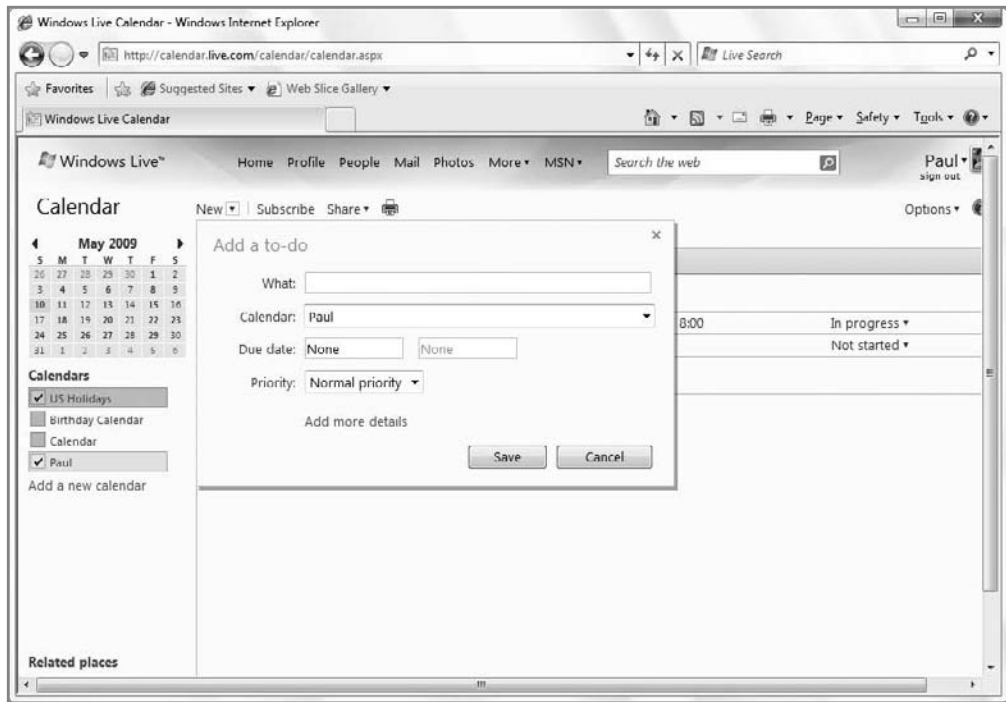 Windows Live Calendar - Windows Internet Explorer
http://calendar.live.com/calendar/calendar.aspx
Live Search
Favorites
Suggested Sites
Web Slice Gallery
Windows Live Calendar
Page
Safety
Tools
Windows Live™
Home Profile People Mail Photos More MSN
Search the web
Paul
sign out
Calendar
New Subscribe Share
Options
May 2009
S M T W T F S
26 27 28 29 30 1 2
3 4 5 6 7 8 9
10 11 12 13 14 15 16
17 18 19 20 21 22 23
24 25 26 27 28 29 30
31 1 2 3 4 5 6
Calendars
US Holidays
Birthday Calendar
Calendar
Paul
Add a new calendar
Related places
Add a to-do
What:
Calendar: Paul
Due date: None None
Priority: Normal priority
Add more details
Save Cancel
8:00 In progress
Not started